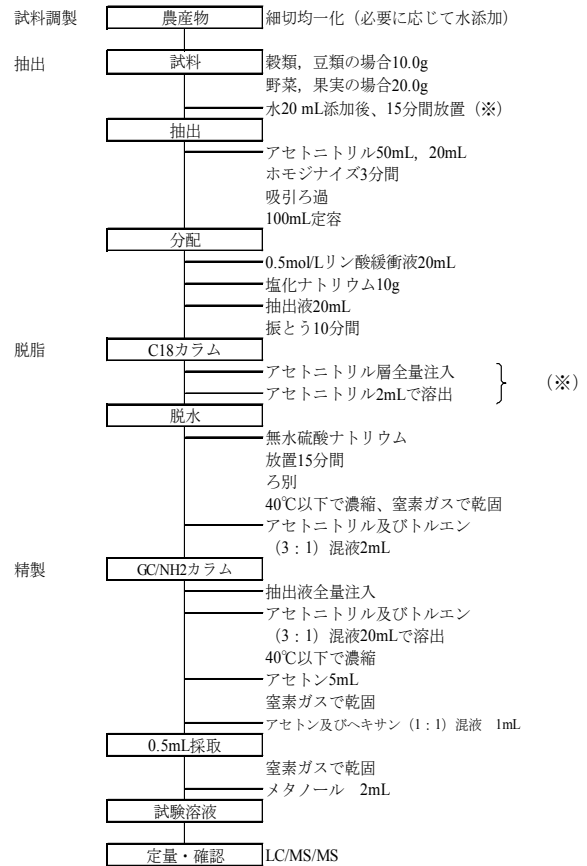 試料調製 農産物 細切均一化（必要に応じて水添加）
抽出 試料 穀類，豆類の場合10.0g
野菜，果実の場合20.0g
水20 mL添加後、15分間放置（※）
抽出
アセトニトリル50mL，20mL
ホモジナイズ3分間
吸引ろ過
100mL定容
分配
0.5mol/Lリン酸緩衝液20mL
塩化ナトリウム10g
抽出液20mL
振とう10分間
脱脂 C18カラム
アセトニトリル層全量注入
（※）
アセトニトリル2mLで溶出
脱水
無水硫酸ナトリウム
放置15分間
ろ別
40℃以下で濃縮、窒素ガスで乾固
アセトニトリル及びトルエン
（3：1）混液2mL
精製 GC/NH2カラム
抽出液全量注入
アセトニトリル及びトルエン
（3：1）混液20mLで溶出
40℃以下で濃縮
アセトン5mL
窒素ガスで乾固
アセトン及びヘキサン（1：1）混液 1mL
0.5mL採取
窒素ガスで乾固
メタノール 2mL
試験溶液
定量・確認 LC/MS/MS